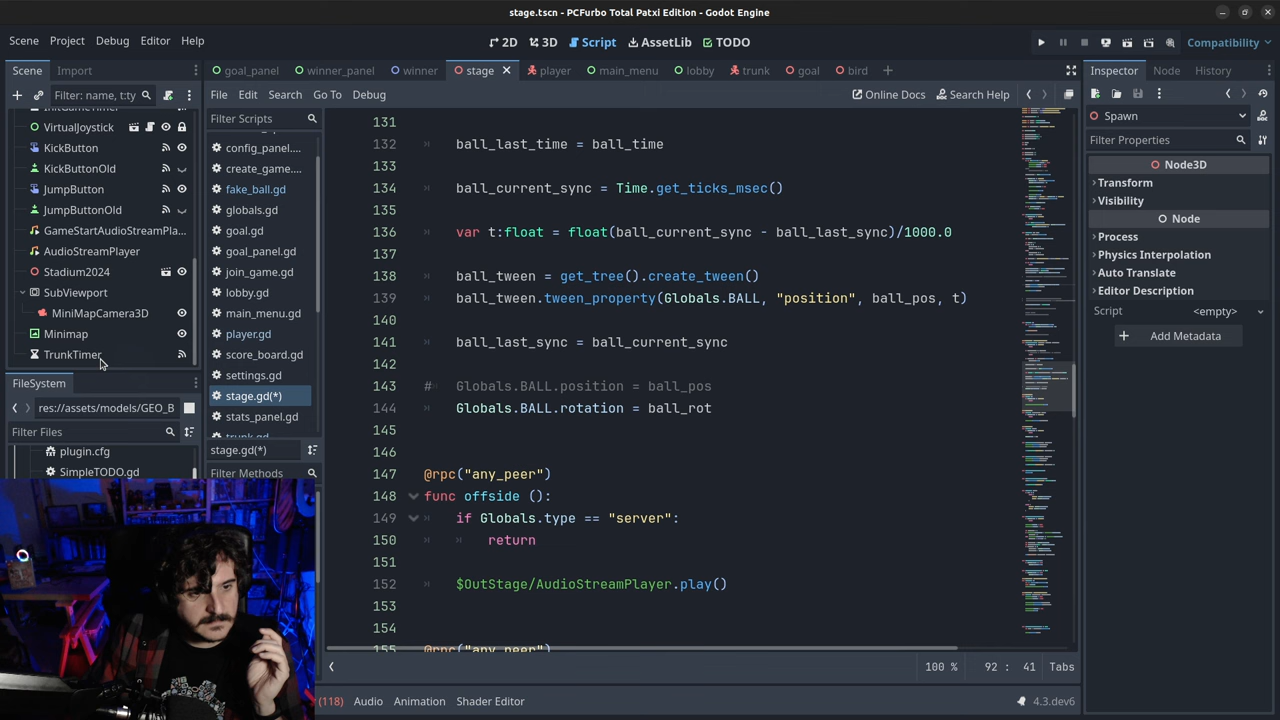 stage.tscn - PCFurbo Total Patxi Edition - Godot Engine
Scene Project Debug Editor Help
2D 3D Script AssetLib TODO
Compatibility
Scene Import
goal_panel winner_panel winner stage player main_menu lobby trunk goal bird
Inspector Node History
Filter: name, t:ty
File Edit Search Go To Debug
Online Docs Search Help
VirtualJoystick
KickButton
KickButtonOld
JumpButton
JumpButtonOld
GameStartAudioStreamPla...
AudioStreamPlayer
Stadium2024
SubViewport
MiniMapCamera3D
Minimap
TrunkTimer
FileSystem
res://assets/models/GEO_B
Filter Files
SimpleTODO.gd
Filter Scripts
config_panel....
create_game....
fake_ball.gd
globals.gd
goal.gd
goal_panel.gd
join_game.gd
lobby.gd
main_menu.gd
player.gd
score_board.gd
settings.gd
stage.gd(*)
stats_panel.gd
trunk.gd
stage.gd(*)
Filter Methods
131
132 ball_last_time = ball_time
133
134 ball_current_sync = Time.get_ticks_msec()
135
136 var t:float = float(ball_current_sync - ball_last_sync)/1000.0
137
138 ball_tween = get_tree().create_tween()
139 ball_tween.tween_property(Globals.BALL, "position", ball_pos, t)
140
141 ball_last_sync = ball_current_sync
142
143 # Globals.BALL.position = ball_pos
144 Globals.BALL.rotation = ball_rot
145
146
147 @rpc("any_peer")
148 func offside ():
149 if Globals.type == "server":
150 return
151
152 $OutStage/AudioStreamPlayer.play()
153
154
155 @rpc("any_peer")
100 % 92 : 41 Tabs
(118) Audio Animation Shader Editor
4.3.dev6
Spawn
Filter Properties
Node3D
Transform
Visibility
Node
Process
Physics Interpolation
Auto Translate
Editor Description
Script <empty>
Add Metadata